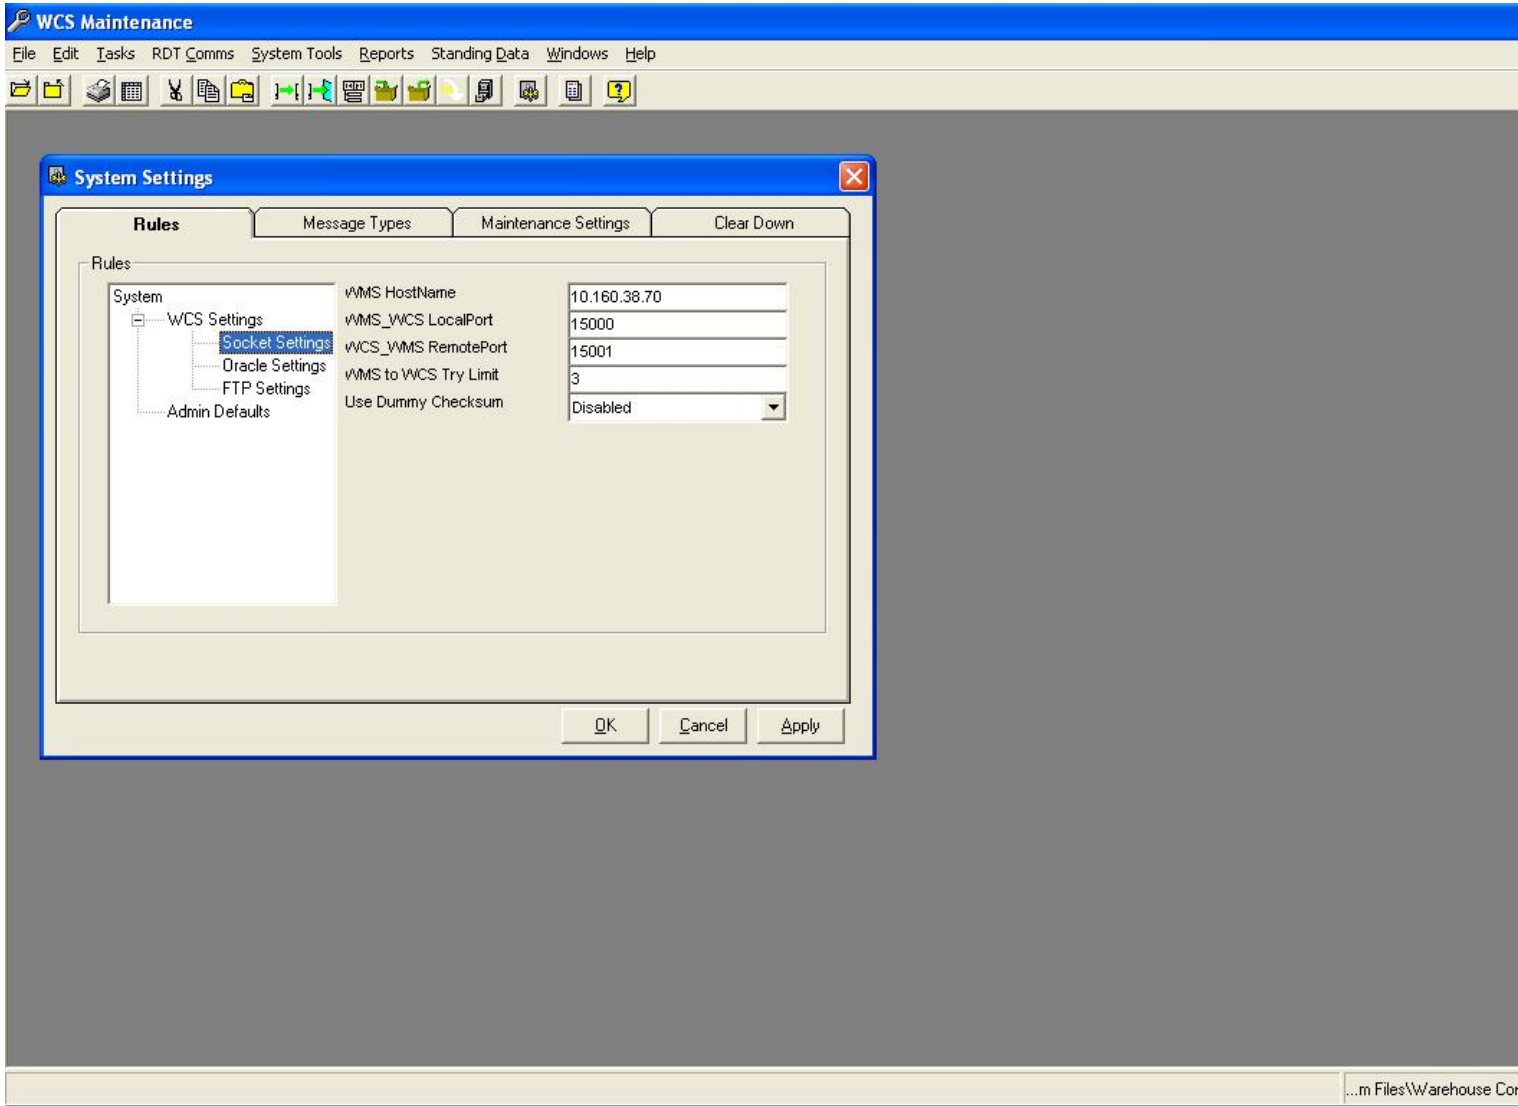 WCS Maintenance
File Edit Tasks RDT Comms System Tools Reports Standing Data Windows Help
System Settings
Rules Message Types Maintenance Settings Clear Down
Rules
System
WCS Settings
Socket Settings
Oracle Settings
FTP Settings
Admin Defaults
WMS HostName 10.160.38.70
WMS_WCS LocalPort 15000
WCS_WMS RemotePort 15001
WMS to WCS Try Limit 3
Use Dummy Checksum Disabled
OK Cancel Apply
...m Files\Warehouse Cor